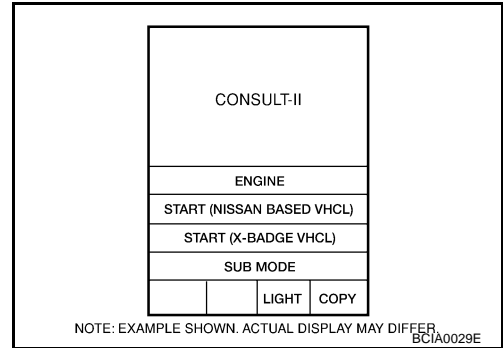 CONSULT-II
ENGINE
START (NISSAN BASED VHCL)
START (X-BADGE VHCL)
SUB MODE
LIGHT COPY
NOTE: EXAMPLE SHOWN. ACTUAL DISPLAY MAY DIFFER.
BCIA0029E